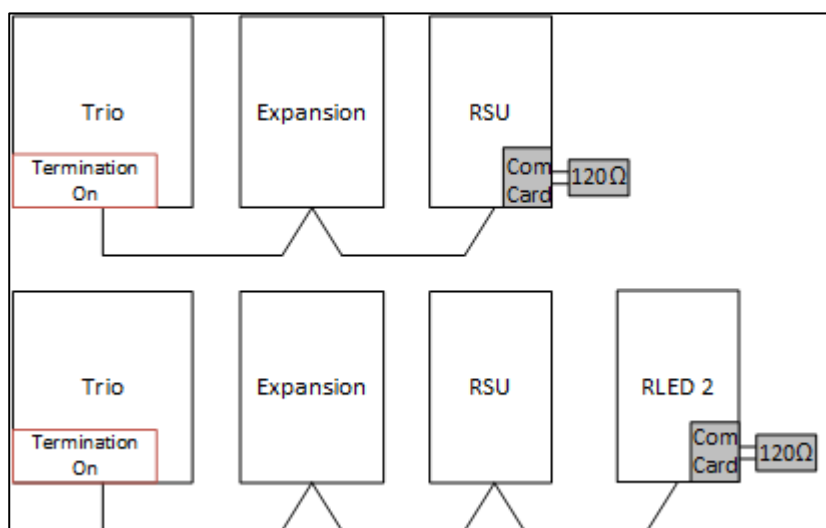 Trio
Expansion
RSU
Termination
On
Com
Card
120Ω
Trio
Expansion
RSU
RLED 2
Termination
On
Com
Card
120Ω